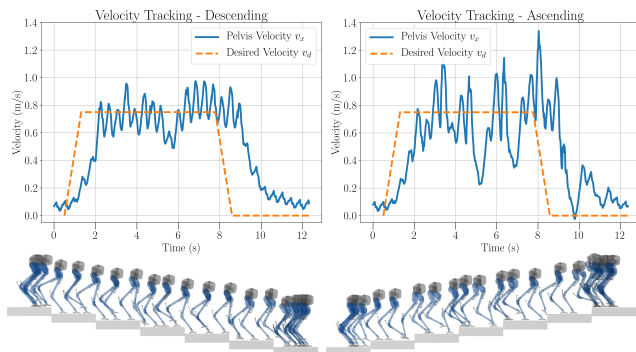 Velocity Tracking - Descending
Pelvis Velocity vₓ
Desired Velocity v_d
Velocity (m/s)
1.4
1.2
1.0
0.8
0.6
0.4
0.2
0.0
0 2 4 6 8 10 12
Time (s)
Velocity Tracking - Ascending
Pelvis Velocity vₓ
Desired Velocity v_d
Velocity (m/s)
1.4
1.2
1.0
0.8
0.6
0.4
0.2
0.0
0 2 4 6 8 10 12
Time (s)